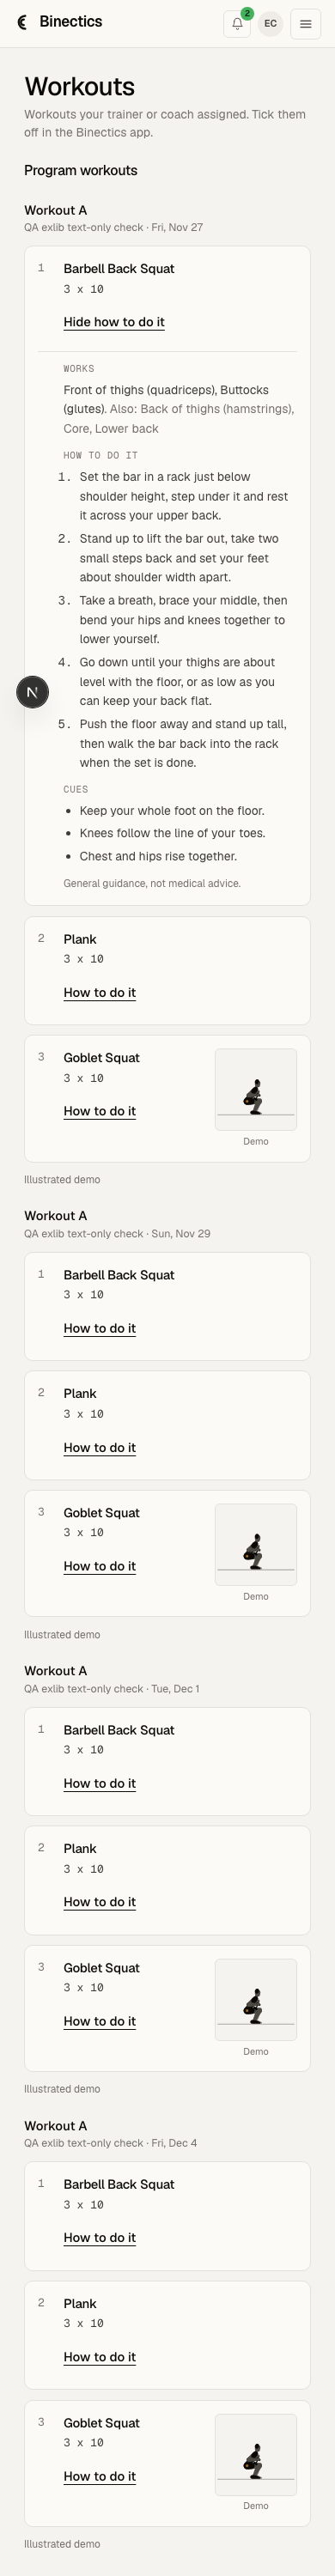 Binectics
2
EC
Workouts
Workouts your trainer or coach assigned. Tick them
off in the Binectics app.
Program workouts
Workout A
QA exlib text-only check · Fri, Nov 27
1
Barbell Back Squat
3 x 10
Hide how to do it
WORKS
Front of thighs (quadriceps), Buttocks
(glutes). Also: Back of thighs (hamstrings),
Core, Lower back
HOW TO DO IT
1. Set the bar in a rack just below
shoulder height, step under it and rest
it across your upper back.
2. Stand up to lift the bar out, take two
small steps back and set your feet
about shoulder width apart.
3. Take a breath, brace your middle, then
bend your hips and knees together to
lower yourself.
4. Go down until your thighs are about
level with the floor, or as low as you
can keep your back flat.
N
5. Push the floor away and stand up tall,
then walk the bar back into the rack
when the set is done.
CUES
• Keep your whole foot on the floor.
• Knees follow the line of your toes.
• Chest and hips rise together.
General guidance, not medical advice.
2
Plank
3 x 10
How to do it
3
Goblet Squat
3 x 10
How to do it
Demo
Illustrated demo
Workout A
QA exlib text-only check · Sun, Nov 29
1
Barbell Back Squat
3 x 10
How to do it
2
Plank
3 x 10
How to do it
3
Goblet Squat
3 x 10
How to do it
Demo
Illustrated demo
Workout A
QA exlib text-only check · Tue, Dec 1
1
Barbell Back Squat
3 x 10
How to do it
2
Plank
3 x 10
How to do it
3
Goblet Squat
3 x 10
How to do it
Demo
Illustrated demo
Workout A
QA exlib text-only check · Fri, Dec 4
1
Barbell Back Squat
3 x 10
How to do it
2
Plank
3 x 10
How to do it
3
Goblet Squat
3 x 10
How to do it
Demo
Illustrated demo